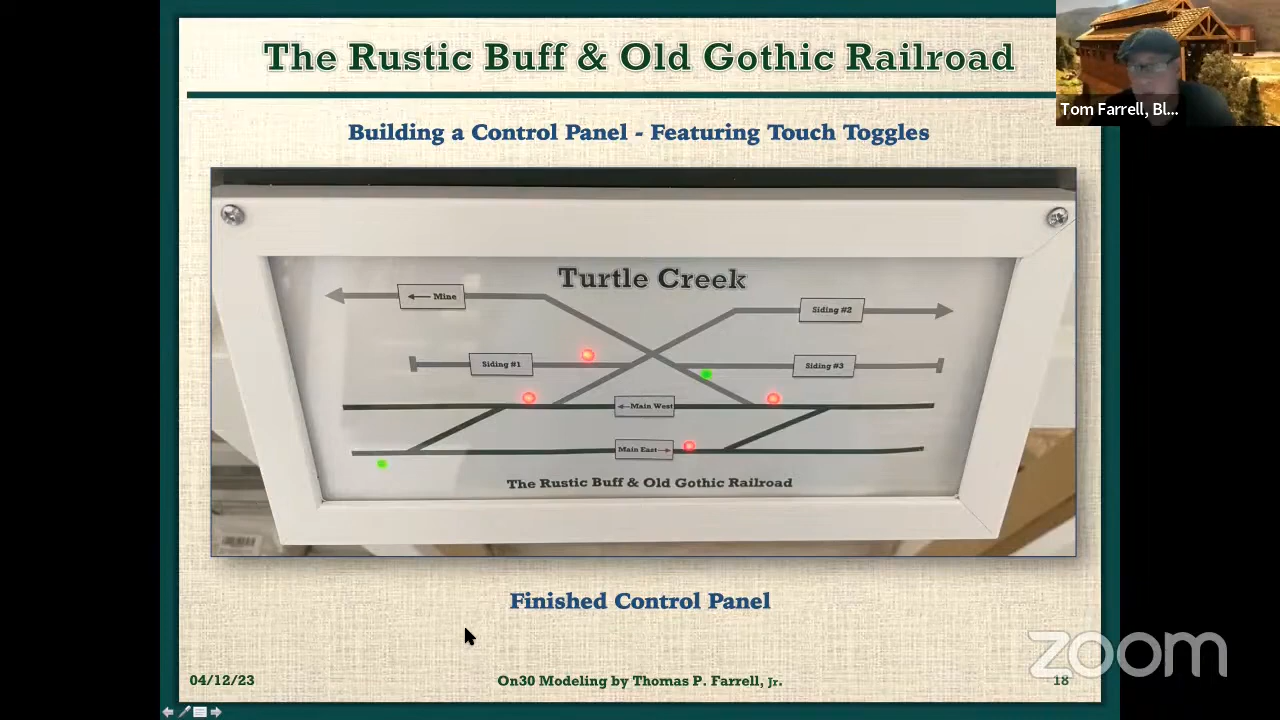 The Rustic Buff & Old Gothic Railroad
Tom Farrell, Bl...
Building a Control Panel - Featuring Touch Toggles
Turtle Creek
Mine
Siding #2
Siding #1
Siding #3
Main West
Main East
The Rustic Buff & Old Gothic Railroad
Finished Control Panel
zoom
04/12/23
On30 Modeling by Thomas P. Farrell, Jr.
18